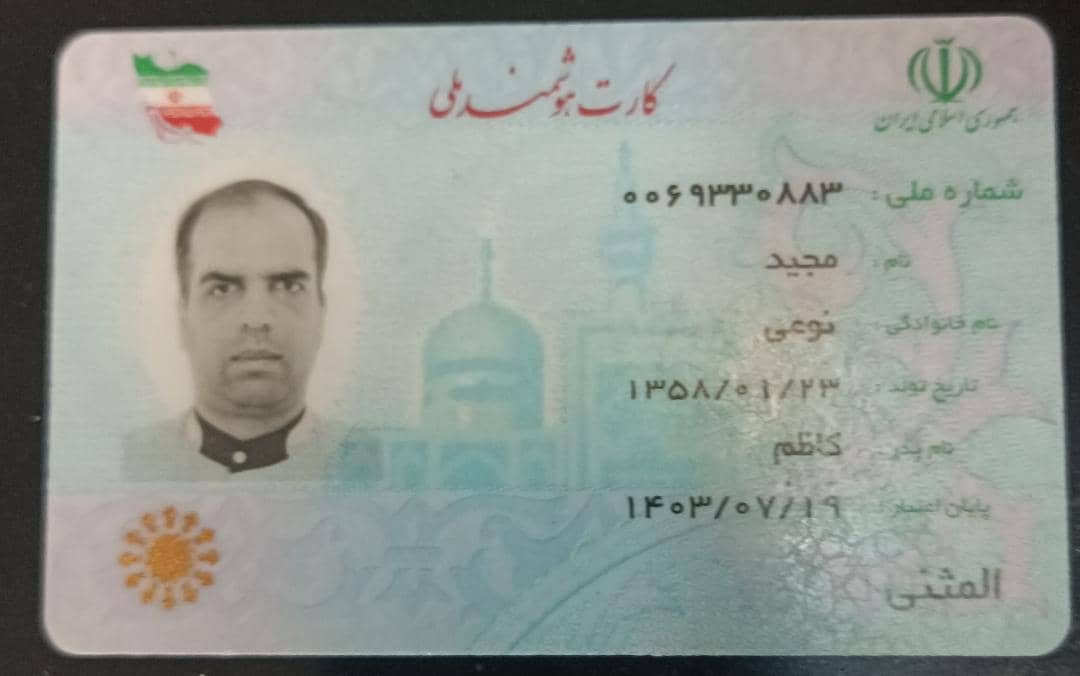 کارت هوشمند ملی
جمهوری اسلامی ایران
شماره ملی: ۰۰۶۹۳۳۰۸۸۳
نام: مجید
نام خانوادگی: نوعی
تاریخ تولد: ۱۳۵۸/۰۱/۲۳
نام پدر: کاظم
پایان اعتبار: ۱۴۰۳/۰۷/۱۹
المثنی